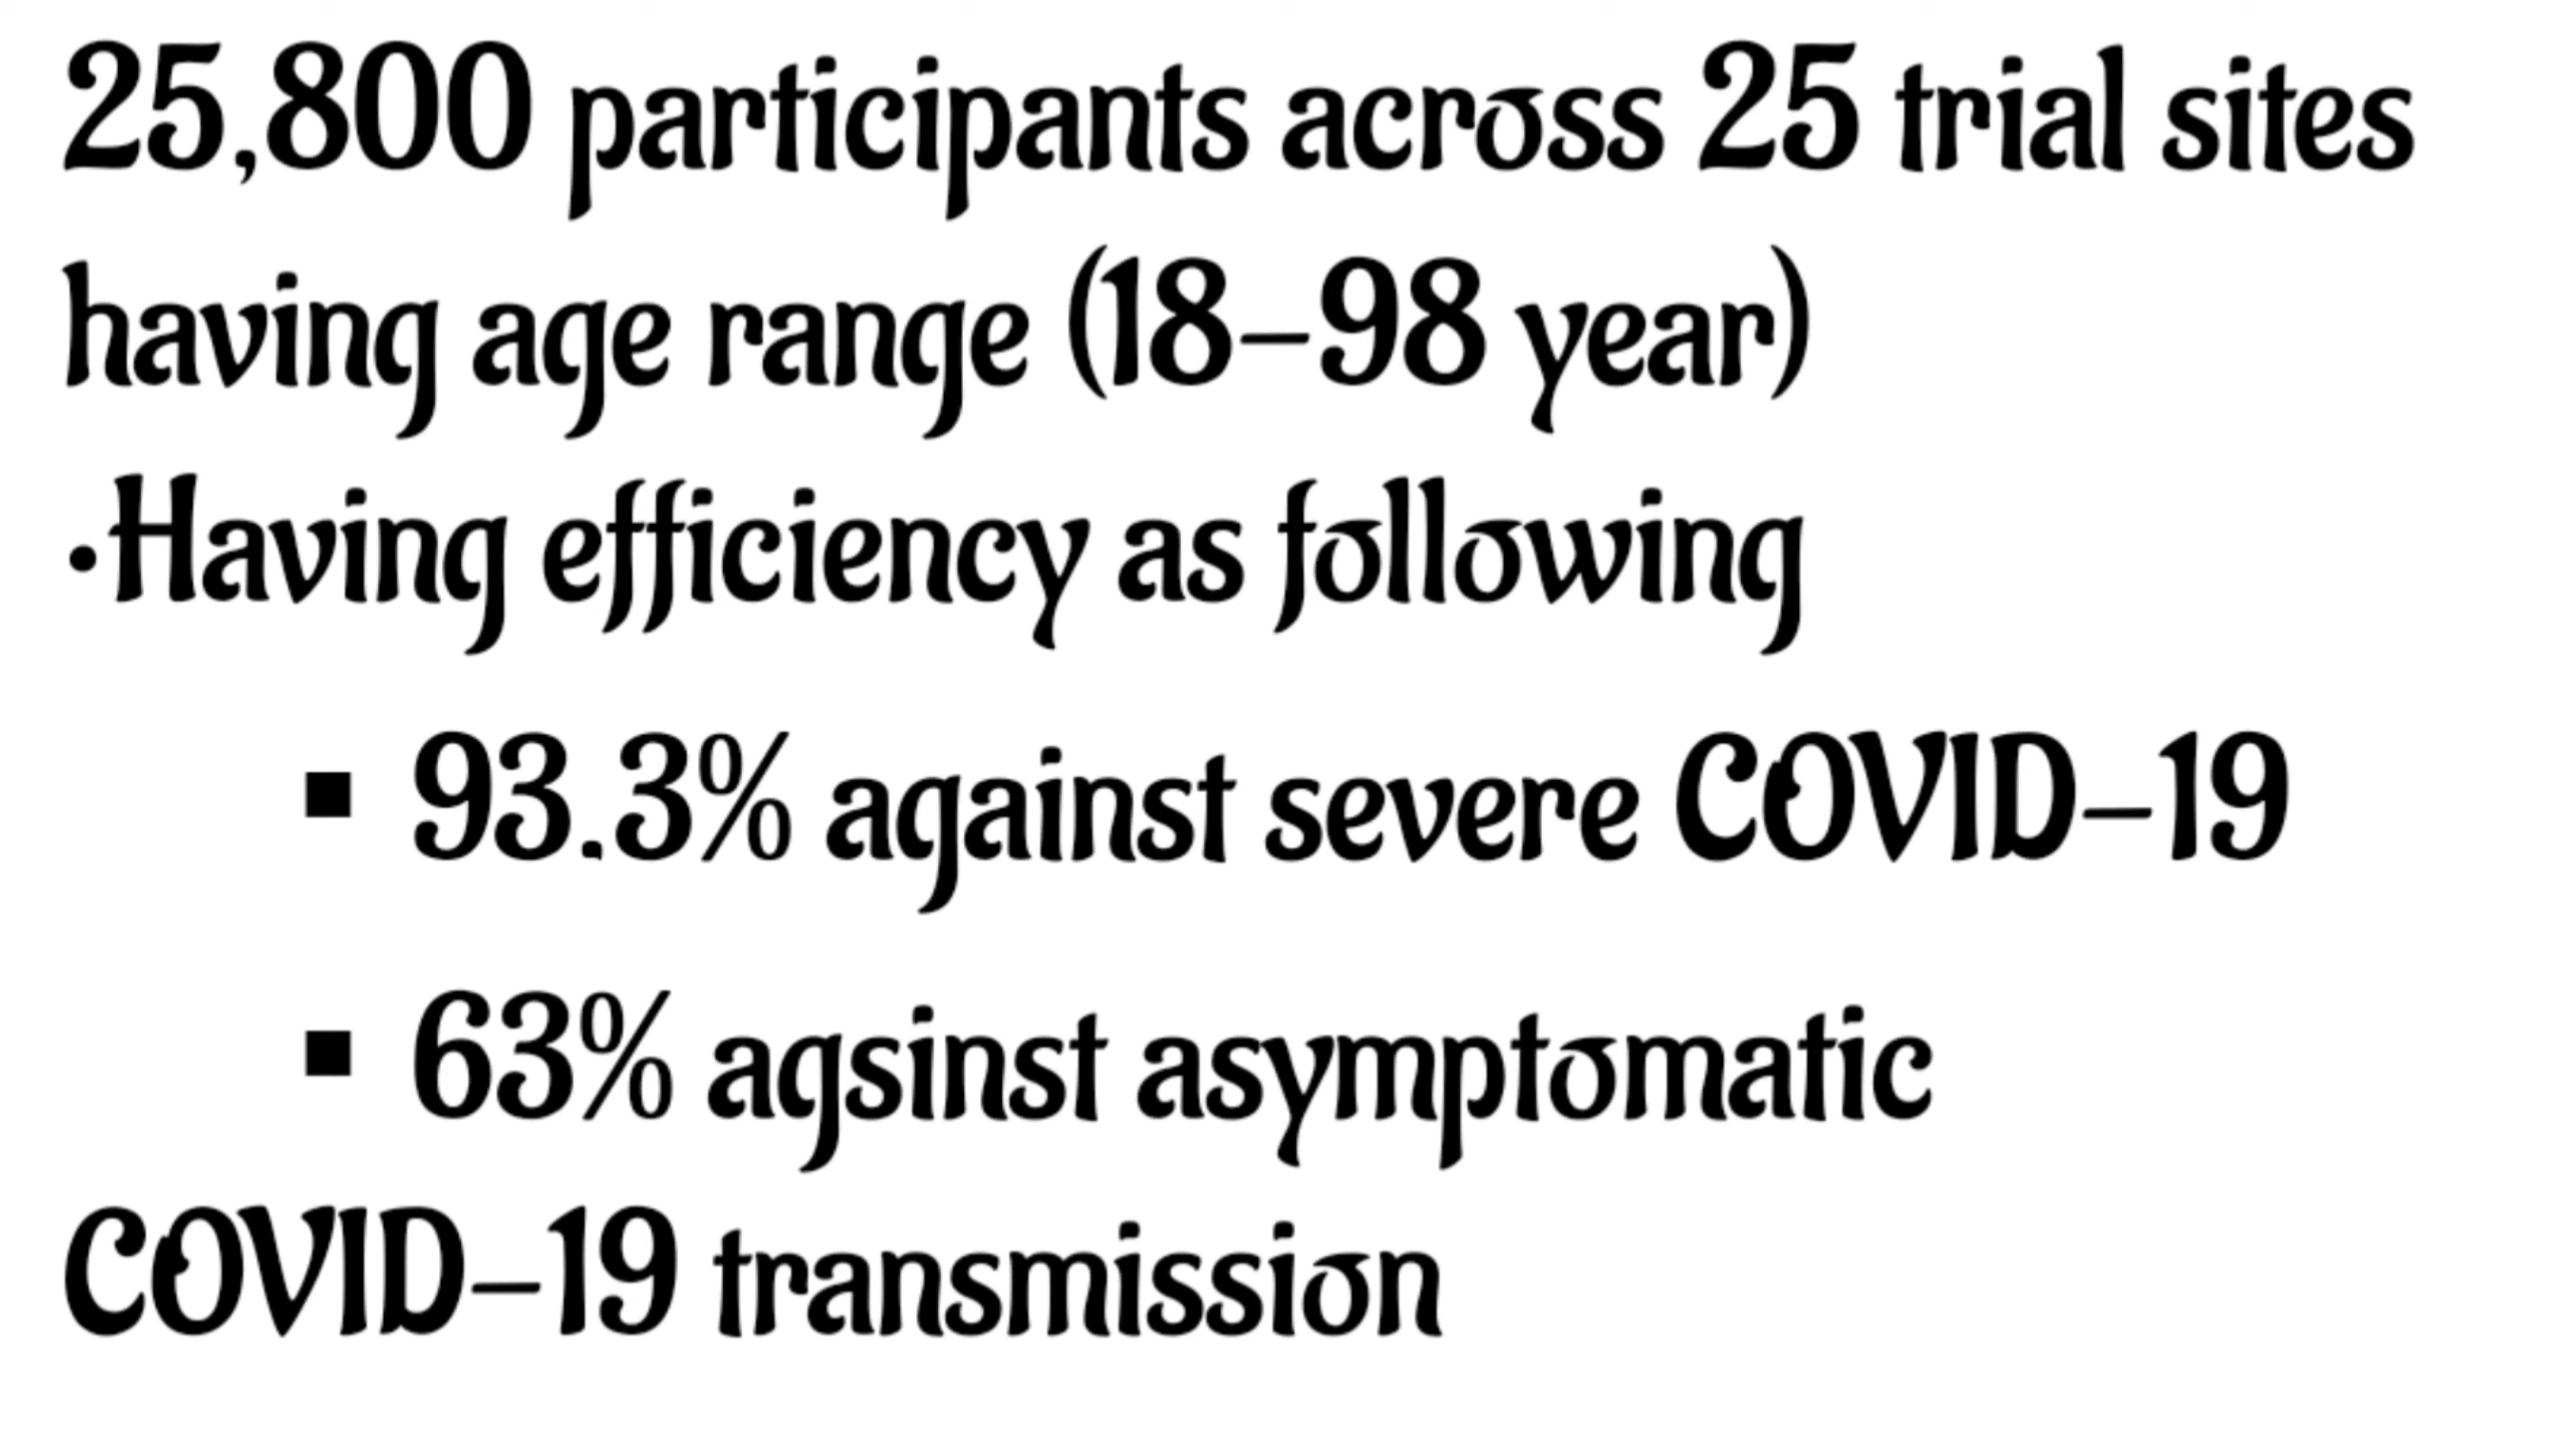 25,800 participants across 25 trial sites
having age range (18-98 year)
•Having efficiency as following
▪ 93.3% against severe COVID-19
▪ 63% agsinst asymptomatic
COVID-19 transmission